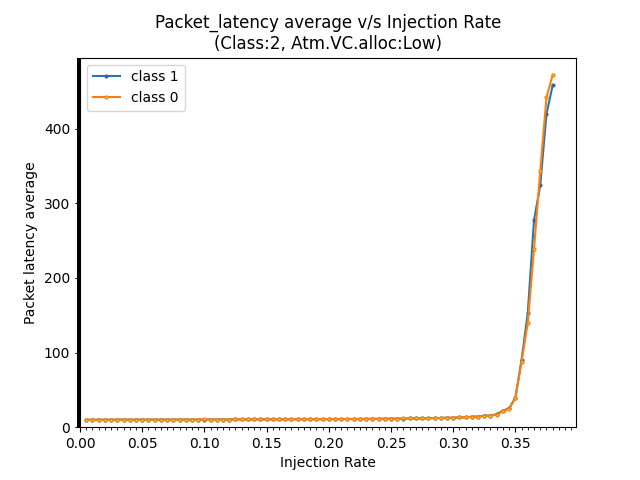 Packet_latency average v/s Injection Rate
(Class:2, Atm.VC.alloc:Low)
class 1
class 0
400
300
200
100
0
Packet latency average
0.00 0.05 0.10 0.15 0.20 0.25 0.30 0.35
Injection Rate